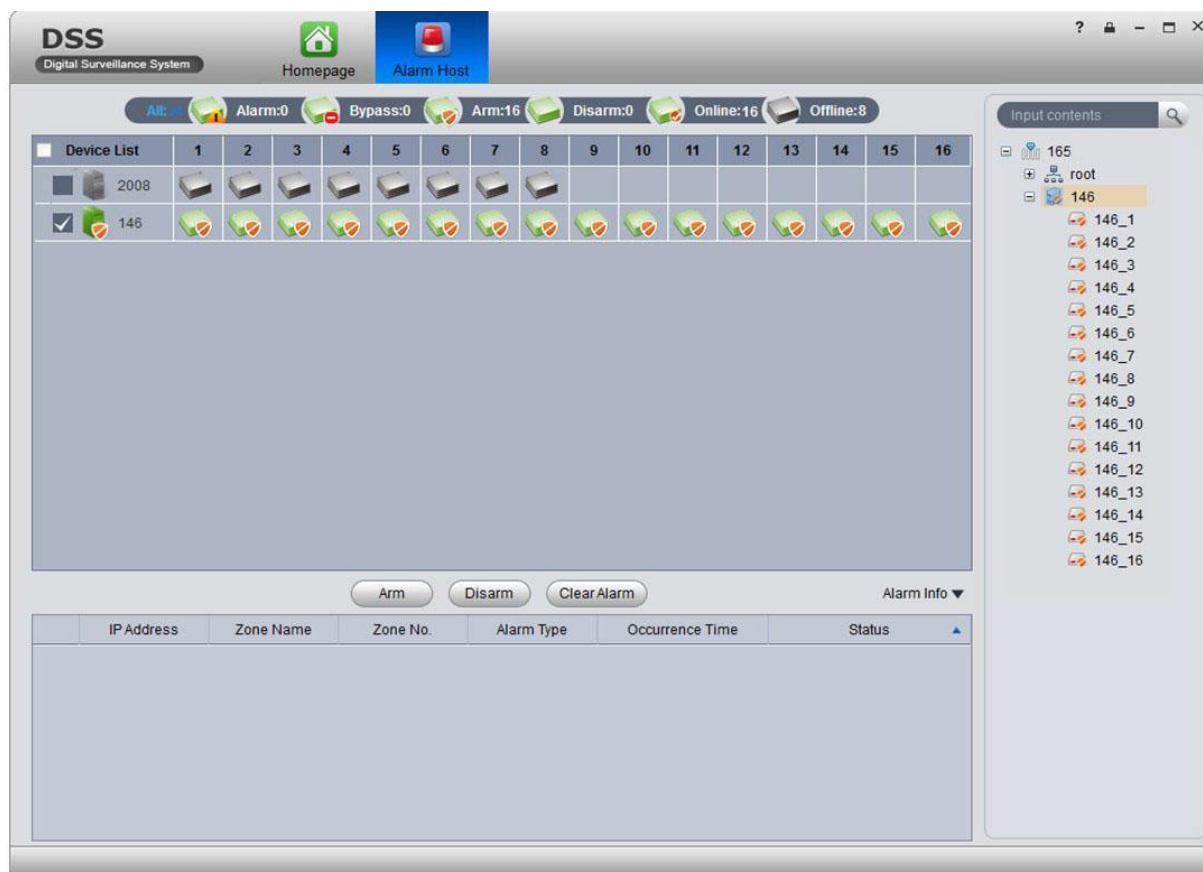 DSS
Digital Surveillance System
Homepage
Alarm Host
?
All:
Alarm:0
Bypass:0
Arm:16
Disarm:0
Online:16
Offline:8
Device List 1 2 3 4 5 6 7 8 9 10 11 12 13 14 15 16
2008
146
Arm
Disarm
Clear Alarm
Alarm Info
IP Address Zone Name Zone No. Alarm Type Occurrence Time Status
Input contents
165
root
146
146_1
146_2
146_3
146_4
146_5
146_6
146_7
146_8
146_9
146_10
146_11
146_12
146_13
146_14
146_15
146_16